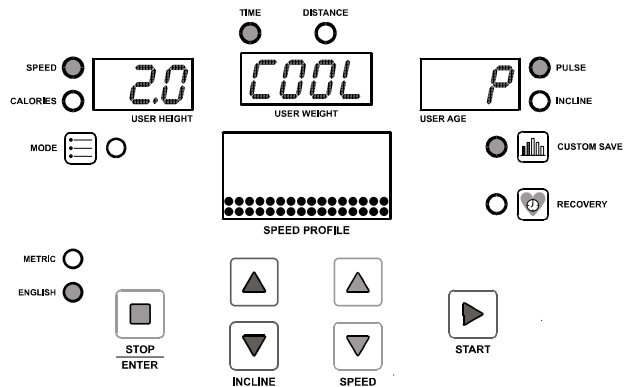 TIME DISTANCE
SPEED 2.0 COOL P PULSE
CALORIES INCLINE
USER HEIGHT USER WEIGHT USER AGE
MODE CUSTOM SAVE
RECOVERY
SPEED PROFILE
METRIC
ENGLISH
STOP START
ENTER
INCLINE SPEED